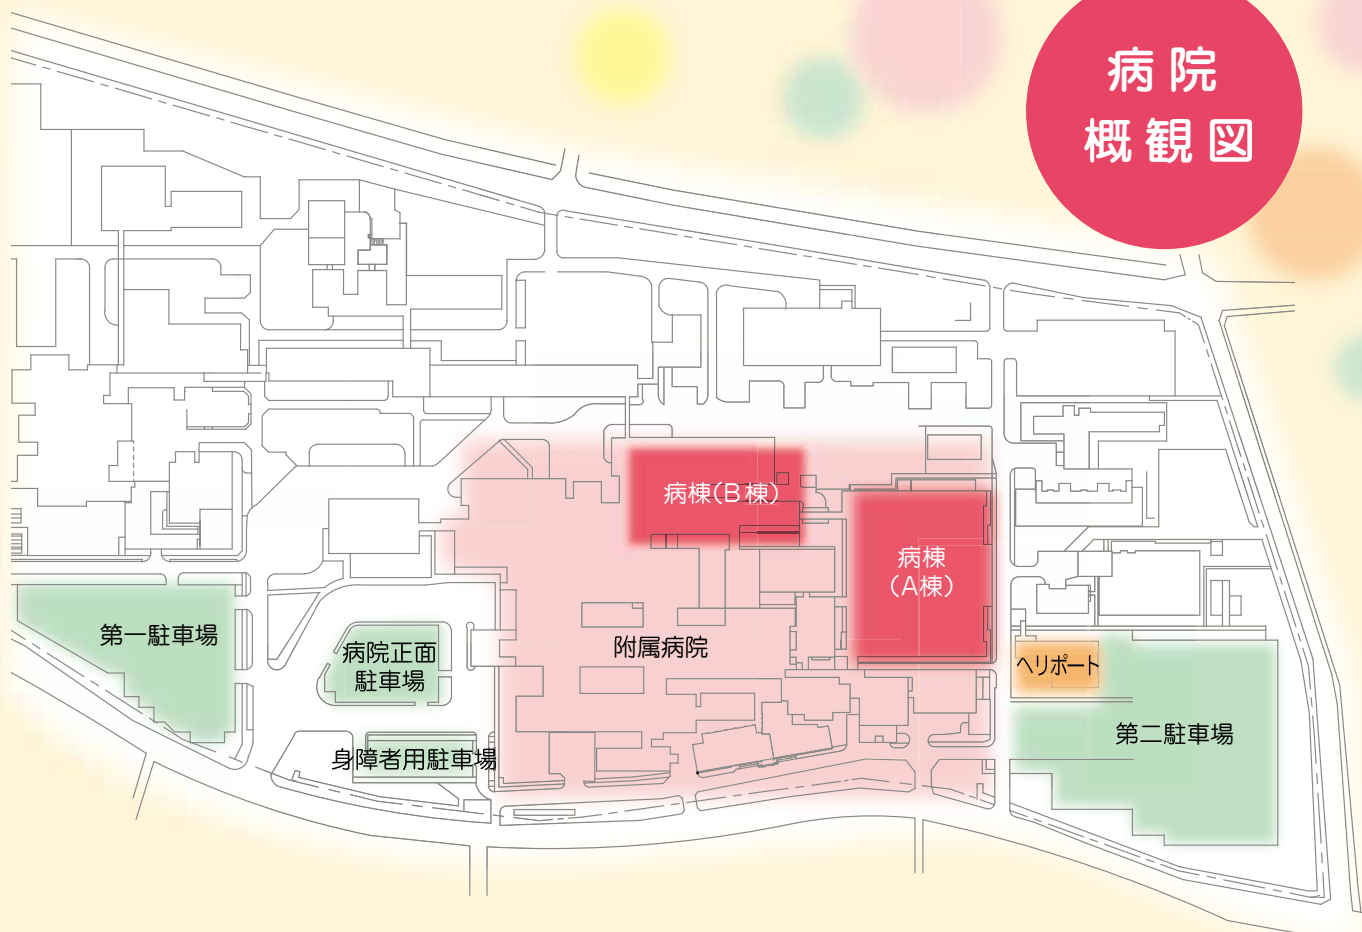 病院
概観図
病棟(B棟)
病棟
(A棟)
第一駐車場
病院正面
駐車場
附属病院
ヘリポート
第二駐車場
身障者用駐車場